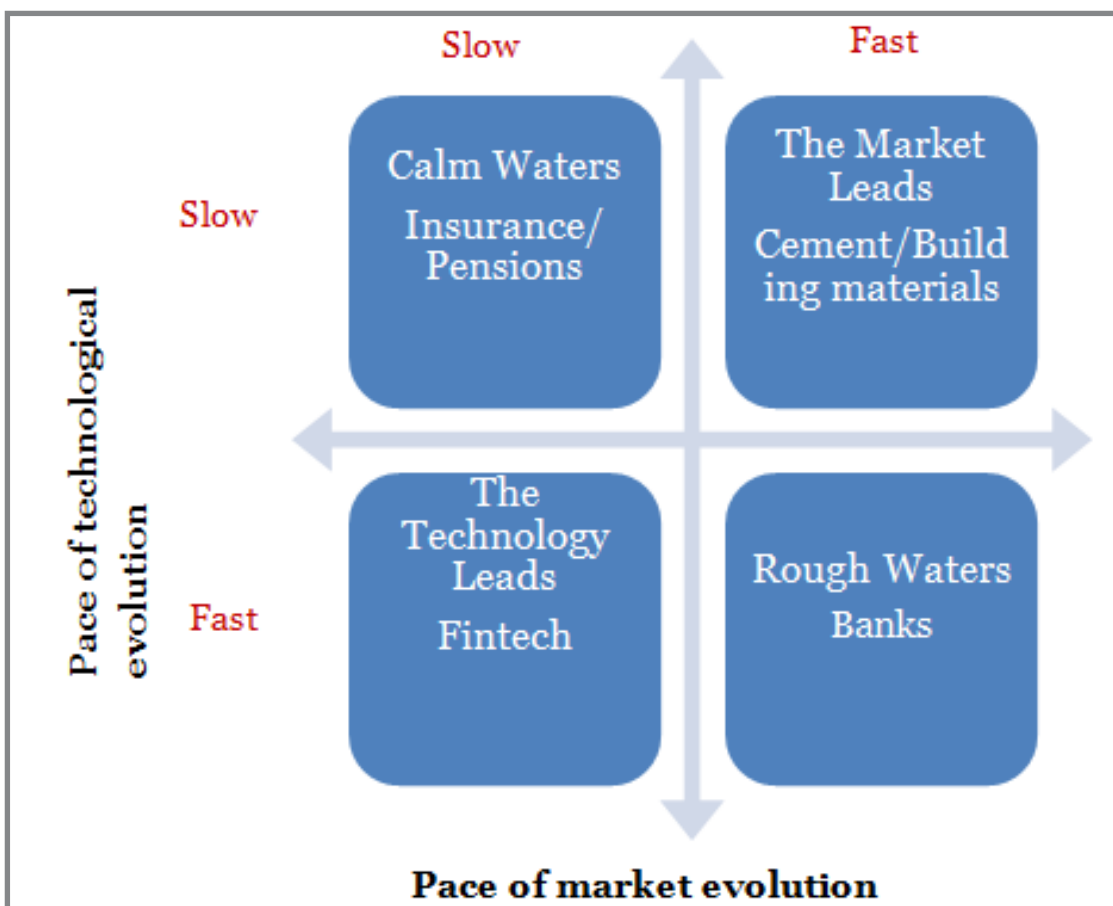 Slow
Fast
Slow
Calm Waters
Insurance/
Pensions
The Market
Leads
Cement/Build
ing materials
Pace of technological
evolution
Fast
The
Technology
Leads
Fintech
Rough Waters
Banks
Pace of market evolution